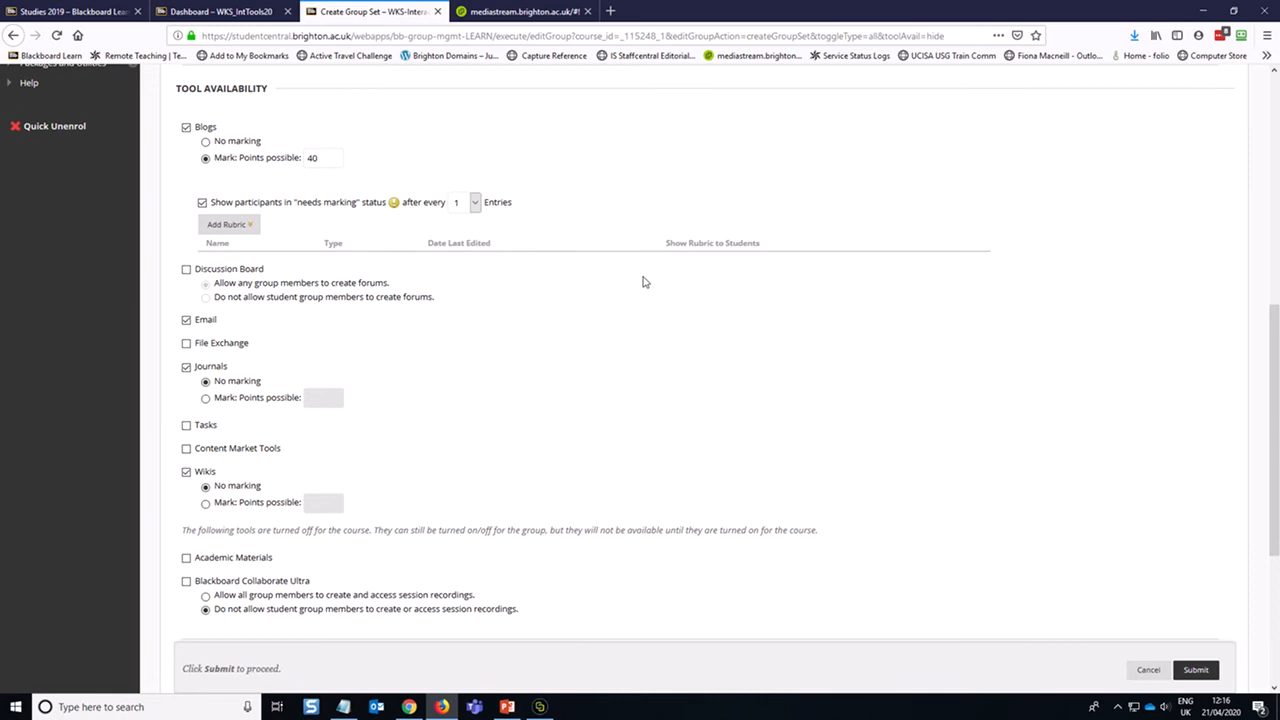 Studies 2019 – Blackboard Lear × Dashboard – WKS_IntTools20 × Create Group Set – WKS-Intera × mediastream.brighton.ac.uk/#! × +
https://studentcentral.brighton.ac.uk/webapps/bb-group-mgmt-LEARN/execute/editGroup?course_id=_115248_1&editGroupAction=createGroupSet&toggleType=all&toolAvail=hide
Blackboard Learn Remote Teaching | Te... Add to My Bookmarks Active Travel Challenge Brighton Domains – Ju... Capture Reference IS Staffcentral Editorial... mediastream.brighton... Service Status Logs UCISA USG Train Comm Fiona Macneill - Outlo... Home - folio Computer Store
Packages and Utilities
Help
Quick Unenrol
TOOL AVAILABILITY
Blogs
No marking
Mark: Points possible: 40
Show participants in "needs marking" status after every 1 Entries
Add Rubric
Name Type Date Last Edited Show Rubric to Students
Discussion Board
Allow any group members to create forums.
Do not allow student group members to create forums.
Email
File Exchange
Journals
No marking
Mark: Points possible:
Tasks
Content Market Tools
Wikis
No marking
Mark: Points possible:
The following tools are turned off for the course. They can still be turned on/off for the group, but they will not be available until they are turned on for the course.
Academic Materials
Blackboard Collaborate Ultra
Allow all group members to create and access session recordings.
Do not allow student group members to create or access session recordings.
Click Submit to proceed.
Cancel Submit
Type here to search
ENG
UK
12:16
21/04/2020
2